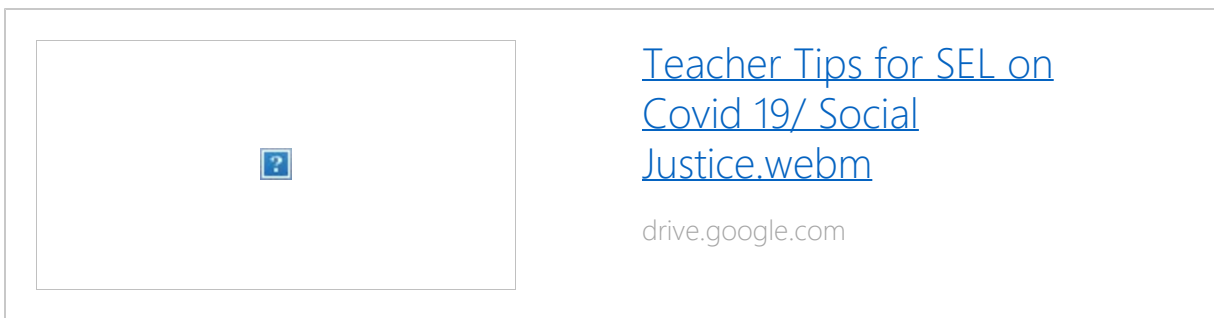 Teacher Tips for SEL on
Covid 19/ Social
Justice.webm
drive.google.com